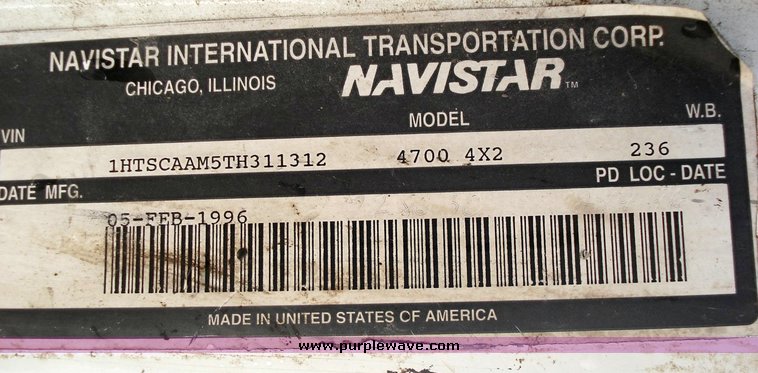 NAVISTAR INTERNATIONAL TRANSPORTATION CORP.
CHICAGO, ILLINOIS NAVISTAR™
VIN MODEL W.B.
1HTSCAAM5TH311312 4700 4X2 236
DATE MFG. PD LOC - DATE
05-FEB-1996
MADE IN UNITED STATES OF AMERICA
www.purplewave.com